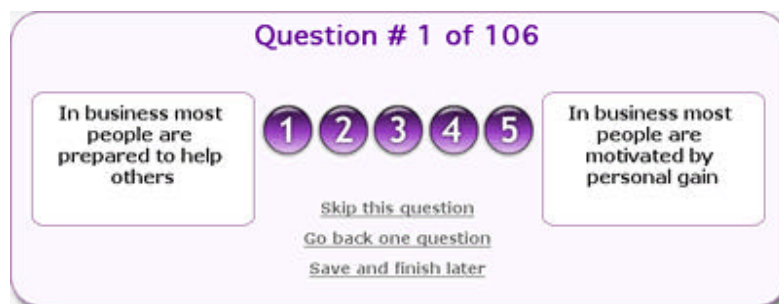 Question # 1 of 106
In business most
people are
prepared to help
others
1 2 3 4 5
In business most
people are
motivated by
personal gain
Skip this question
Go back one question
Save and finish later